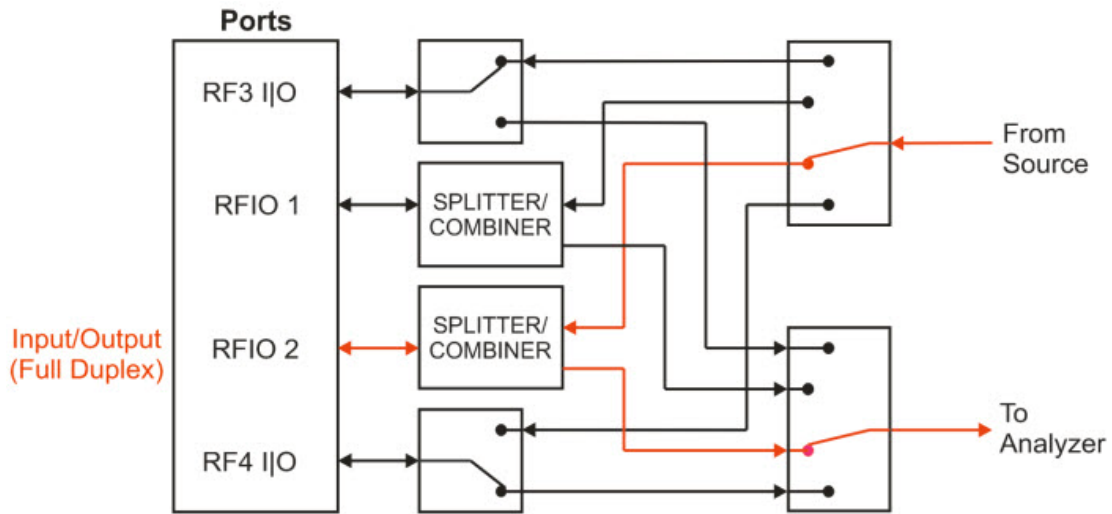 Ports
RF3 I|O
RFIO 1
RFIO 2
RF4 I|O
Input/Output
(Full Duplex)
SPLITTER/
COMBINER
SPLITTER/
COMBINER
From
Source
To
Analyzer